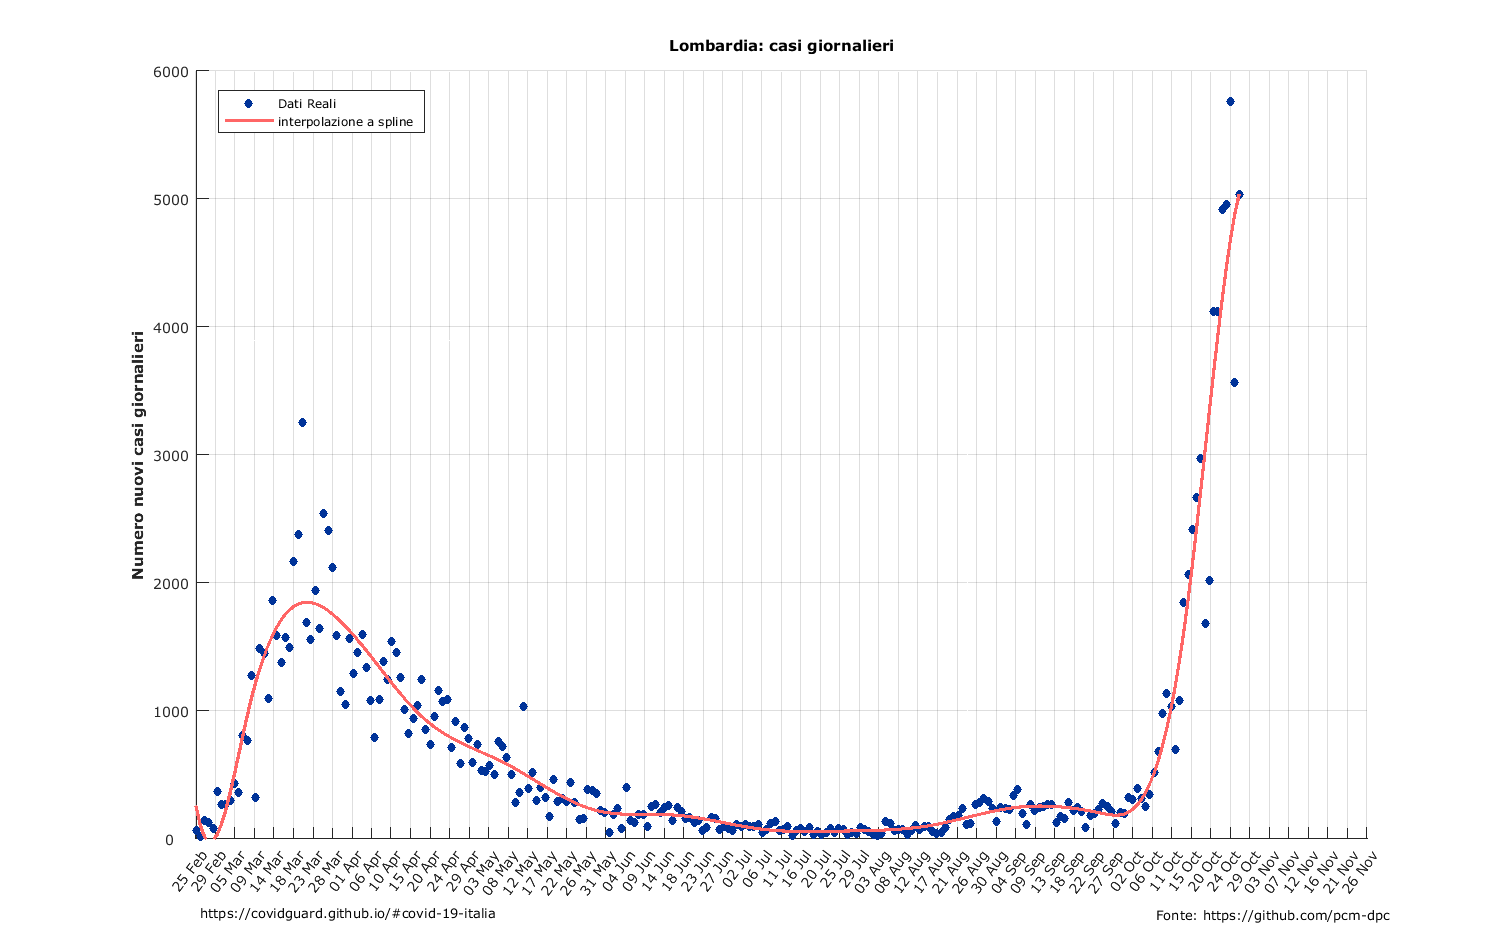 Lombardia: casi giornalieri
6000
5000
4000
3000
2000
1000
0
Dati Reali
interpolazione a spline
Numero nuovi casi giornalieri
25 Feb
29 Feb
05 Mar
09 Mar
14 Mar
18 Mar
23 Mar
28 Mar
01 Apr
06 Apr
10 Apr
15 Apr
20 Apr
24 Apr
29 Apr
03 May
08 May
12 May
17 May
22 May
26 May
31 May
04 Jun
09 Jun
14 Jun
18 Jun
23 Jun
27 Jun
02 Jul
06 Jul
11 Jul
16 Jul
20 Jul
25 Jul
29 Jul
03 Aug
08 Aug
12 Aug
17 Aug
21 Aug
26 Aug
30 Aug
04 Sep
09 Sep
13 Sep
18 Sep
22 Sep
27 Sep
02 Oct
06 Oct
11 Oct
15 Oct
20 Oct
24 Oct
29 Oct
03 Nov
07 Nov
12 Nov
16 Nov
21 Nov
26 Nov
https://covidguard.github.io/#covid-19-italia
Fonte: https://github.com/pcm-dpc